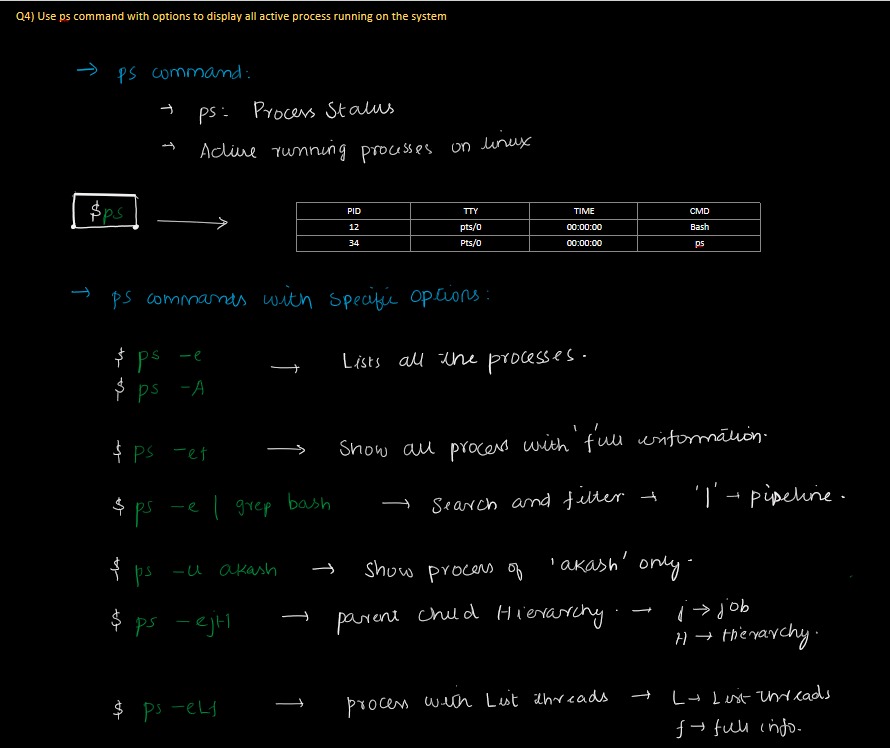 Q4) Use ps command with options to display all active process running on the system
→ ps command:
→ ps: Process Status
→ Active running processes on linux
$ps →
PID TTY TIME CMD
12 pts/0 00:00:00 Bash
34 Pts/0 00:00:00 ps
→ ps commands with specific options:
$ ps -e → Lists all the processes.
$ ps -A
$ ps -ef → Show all process with 'full information.
$ ps -e | grep bash → Search and filter → '|' → pipeline.
$ ps -u akash → Show process of 'akash' only.
$ ps -ejH → parent child Hierarchy. → j → job
H → Hierarchy.
$ ps -eLf → process with List threads → L → List threads
f → full info.